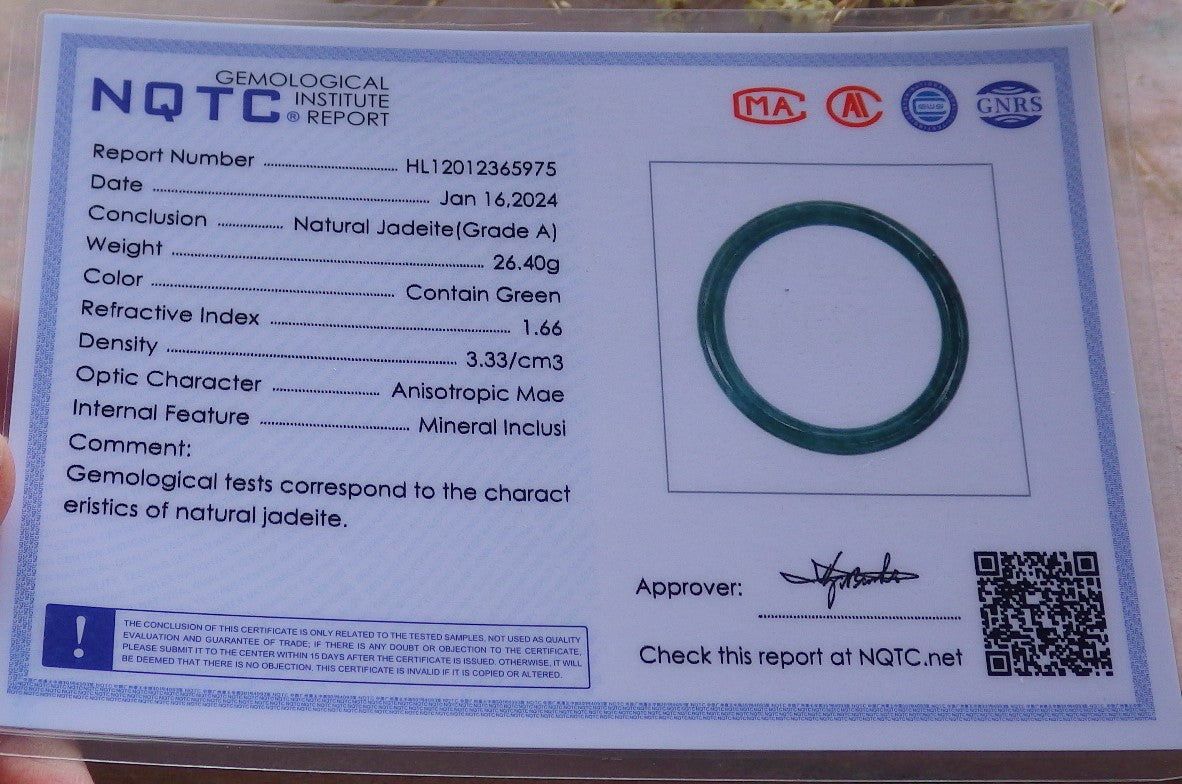 NQTC® GEMOLOGICAL INSTITUTE REPORT
MA
GNRS
Report Number HL12012365975
Date Jan 16,2024
Conclusion Natural Jadeite(Grade A)
Weight 26.40g
Color Contain Green
Refractive Index 1.66
Density 3.33/cm3
Optic Character Anisotropic Mae
Internal Feature Mineral Inclusi
Comment:
Gemological tests correspond to the charact
eristics of natural jadeite.
!
THE CONCLUSION OF THIS CERTIFICATE IS ONLY RELATED TO THE TESTED SAMPLES, NOT USED AS QUALITY
EVALUATION AND GUARANTEE OF TRADE; IF THERE IS ANY DOUBT OR OBJECTION TO THE CERTIFICATE,
PLEASE SUBMIT IT TO THE CENTER WITHIN 15 DAYS AFTER THE CERTIFICATE IS ISSUED. OTHERWISE, IT WILL
BE DEEMED THAT THERE IS NO OBJECTION. THIS CERTIFICATE IS INVALID IF IT IS COPIED OR ALTERED.
Approver:
Check this report at NQTC.net